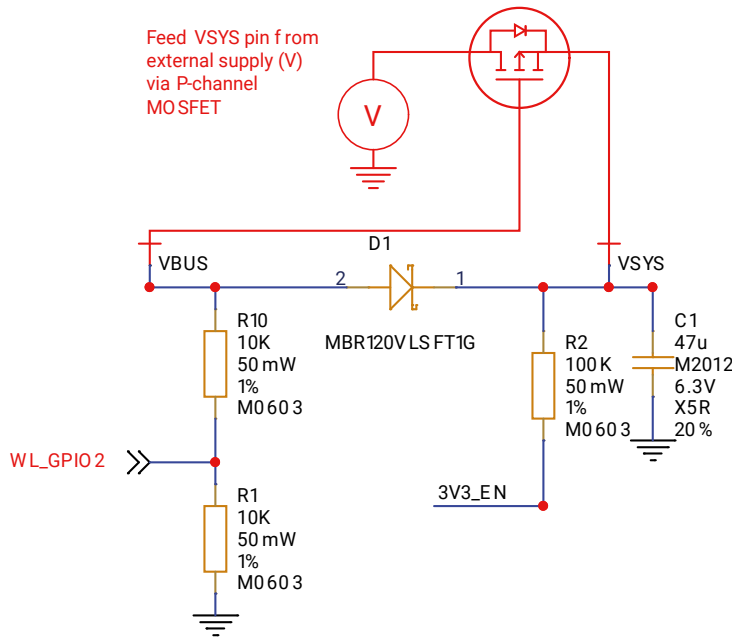 Feed VSYS pin from
external supply (V)
via P-channel
MOSFET
V
VBUS
D1
VSYS
2
1
MBR120VLSFT1G
R10
10K
50mW
1%
M0603
R2
100K
50mW
1%
M0603
C1
47u
M2012
6.3V
X5R
20%
WL_GPIO2
3V3_EN
R1
10K
50mW
1%
M0603